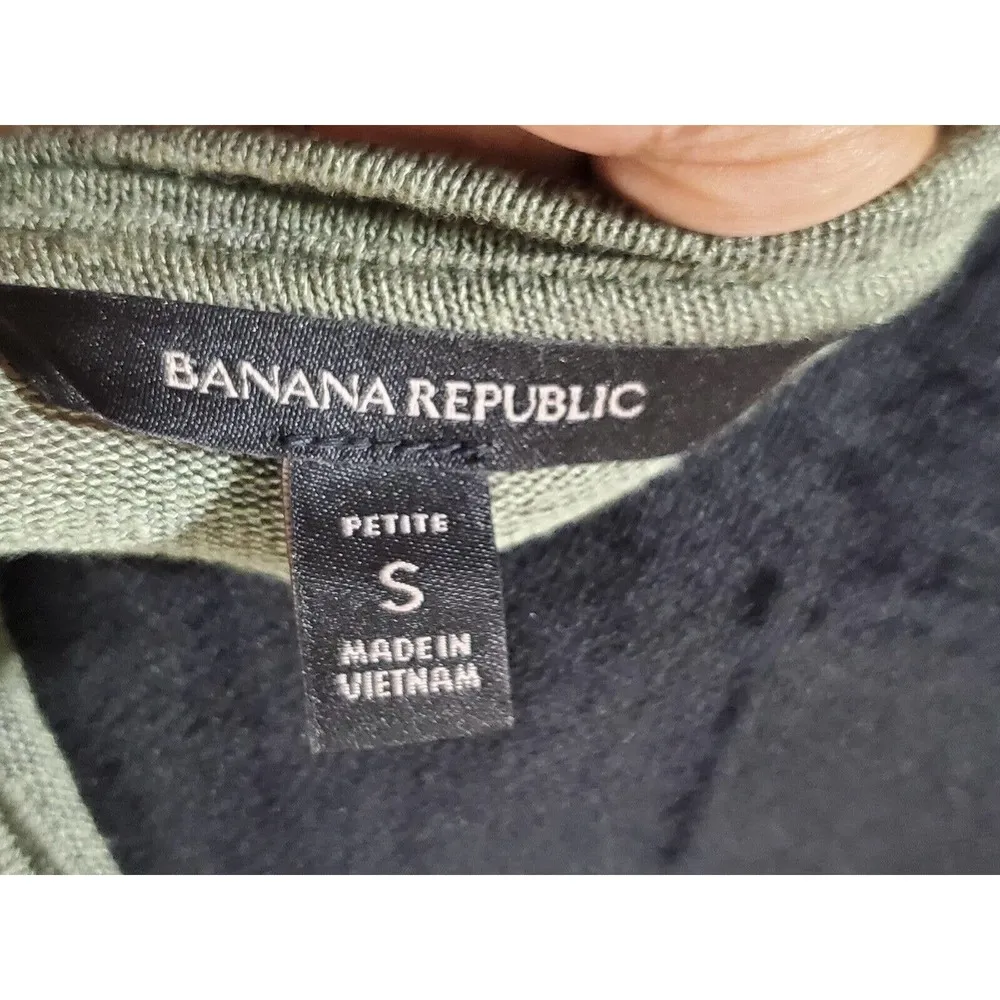 BANANA REPUBLIC
PETITE
S
MADE IN
VIETNAM